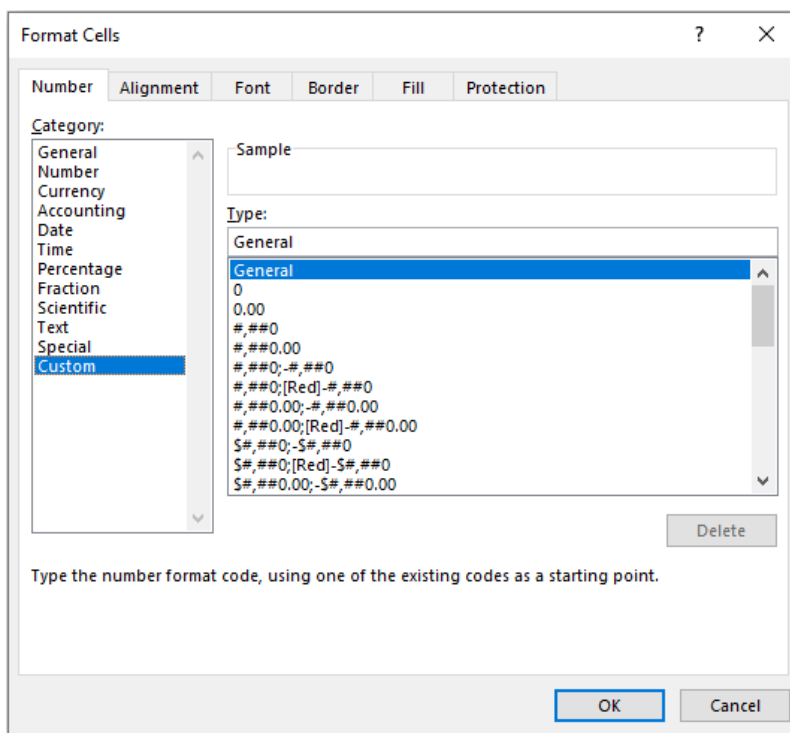 Format Cells ?
Number Alignment Font Border Fill Protection
Category:
General
Number
Currency
Accounting
Date
Time
Percentage
Fraction
Scientific
Text
Special
Custom
Sample
Type:
General
General
0
0.00
#,##0
#,##0.00
#,##0;-#,##0
#,##0;[Red]-#,##0
#,##0.00;-#,##0.00
#,##0.00;[Red]-#,##0.00
$#,##0;-$#,##0
$#,##0;[Red]-$#,##0
$#,##0.00;-$#,##0.00
Delete
Type the number format code, using one of the existing codes as a starting point.
OK Cancel